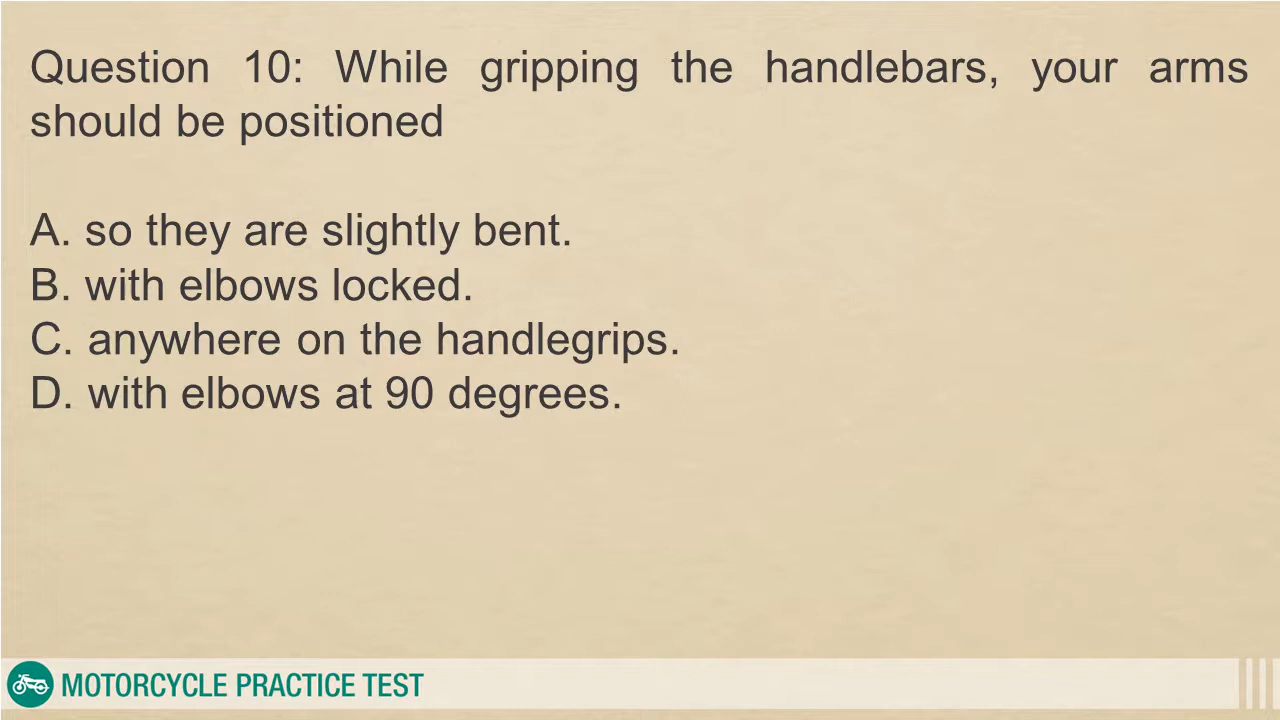 Question 10: While gripping the handlebars, your arms
should be positioned
A. so they are slightly bent.
B. with elbows locked.
C. anywhere on the handlegrips.
D. with elbows at 90 degrees.
MOTORCYCLE PRACTICE TEST